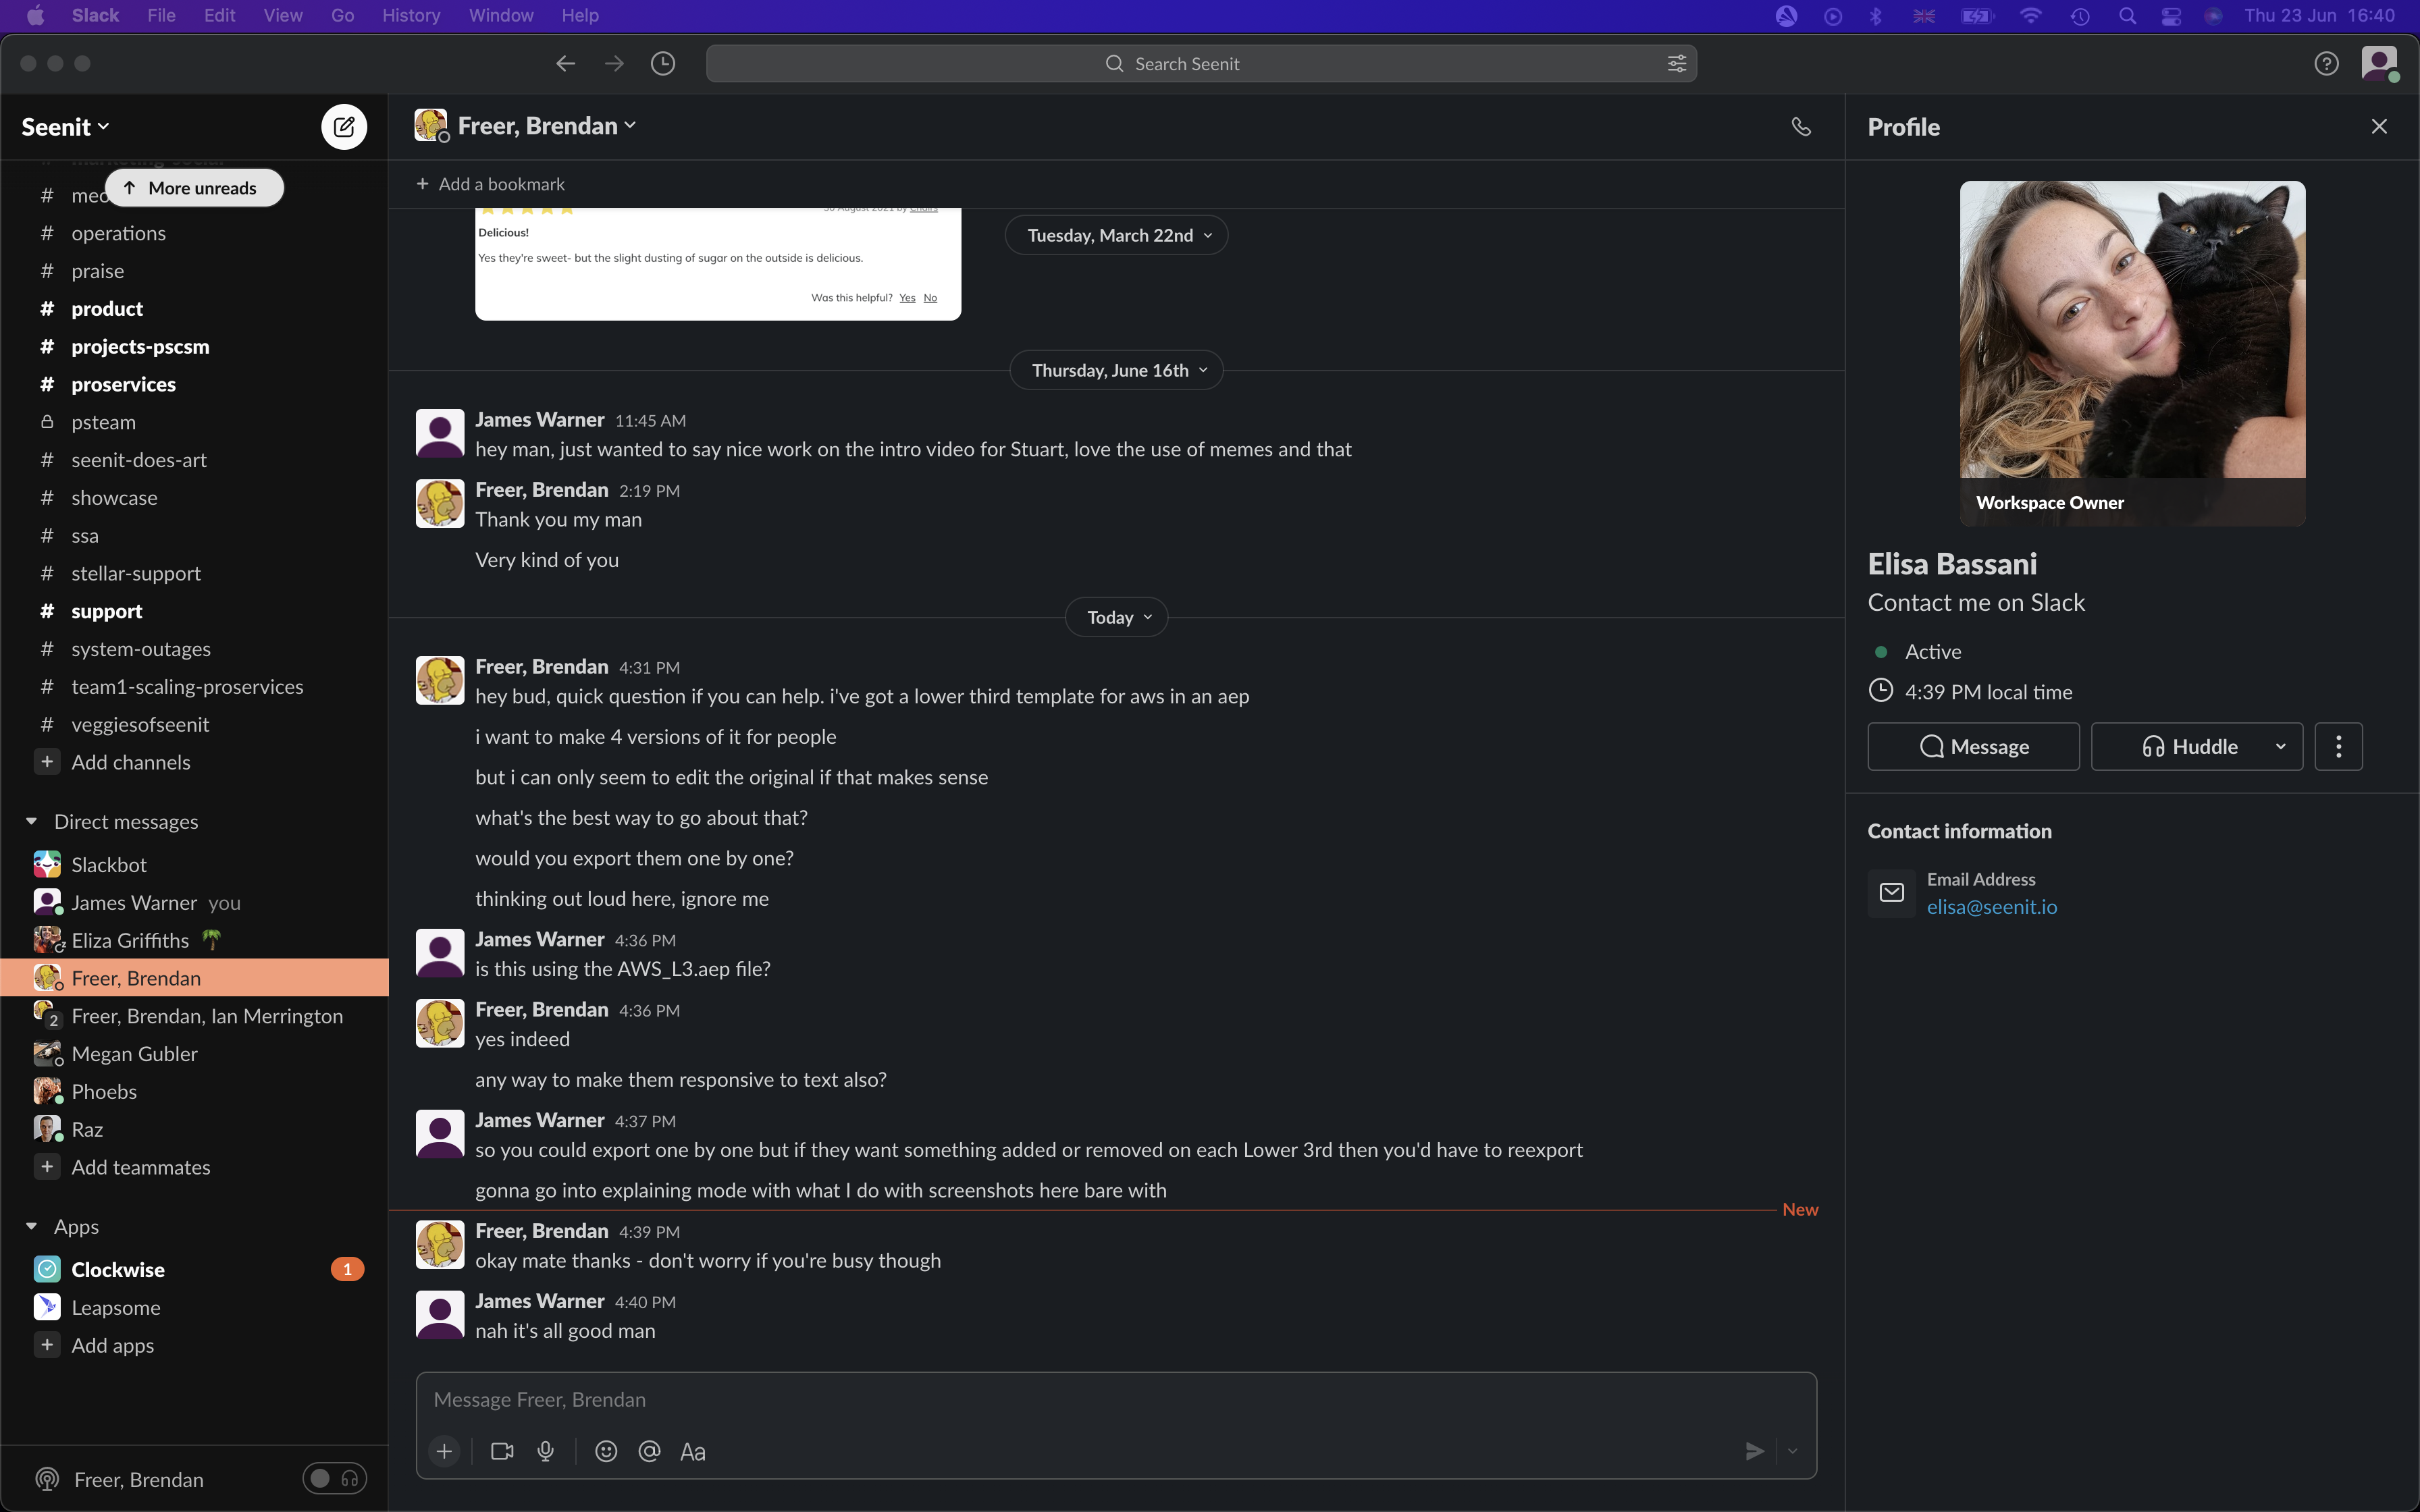 Slack File Edit View Go History Window Help Thu 23 Jun 16:40
Search Seenit
Seenit
More unreads
# operations
# praise
# product
# projects-pscsm
# proservices
psteam
# seenit-does-art
# showcase
# ssa
# stellar-support
# support
# system-outages
# team1-scaling-proservices
# veggiesofseenit
+ Add channels
Direct messages
Slackbot
James Warner you
Eliza Griffiths
Freer, Brendan
2 Freer, Brendan, Ian Merrington
Megan Gubler
Phoebs
Raz
+ Add teammates
Apps
Clockwise 1
Leapsome
+ Add apps
Freer, Brendan
Freer, Brendan
+ Add a bookmark
30 August 2021 by Chairs
Delicious!
Yes they're sweet- but the slight dusting of sugar on the outside is delicious.
Was this helpful? Yes No
Tuesday, March 22nd
Thursday, June 16th
James Warner 11:45 AM
hey man, just wanted to say nice work on the intro video for Stuart, love the use of memes and that
Freer, Brendan 2:19 PM
Thank you my man
Very kind of you
Today
Freer, Brendan 4:31 PM
hey bud, quick question if you can help. i've got a lower third template for aws in an aep
i want to make 4 versions of it for people
but i can only seem to edit the original if that makes sense
what's the best way to go about that?
would you export them one by one?
thinking out loud here, ignore me
James Warner 4:36 PM
is this using the AWS_L3.aep file?
Freer, Brendan 4:36 PM
yes indeed
any way to make them responsive to text also?
James Warner 4:37 PM
so you could export one by one but if they want something added or removed on each Lower 3rd then you'd have to reexport
gonna go into explaining mode with what I do with screenshots here bare with
New
Freer, Brendan 4:39 PM
okay mate thanks - don't worry if you're busy though
James Warner 4:40 PM
nah it's all good man
Message Freer, Brendan
Aa
Profile
Workspace Owner
Elisa Bassani
Contact me on Slack
Active
4:39 PM local time
Message Huddle
Contact information
Email Address
elisa@seenit.io